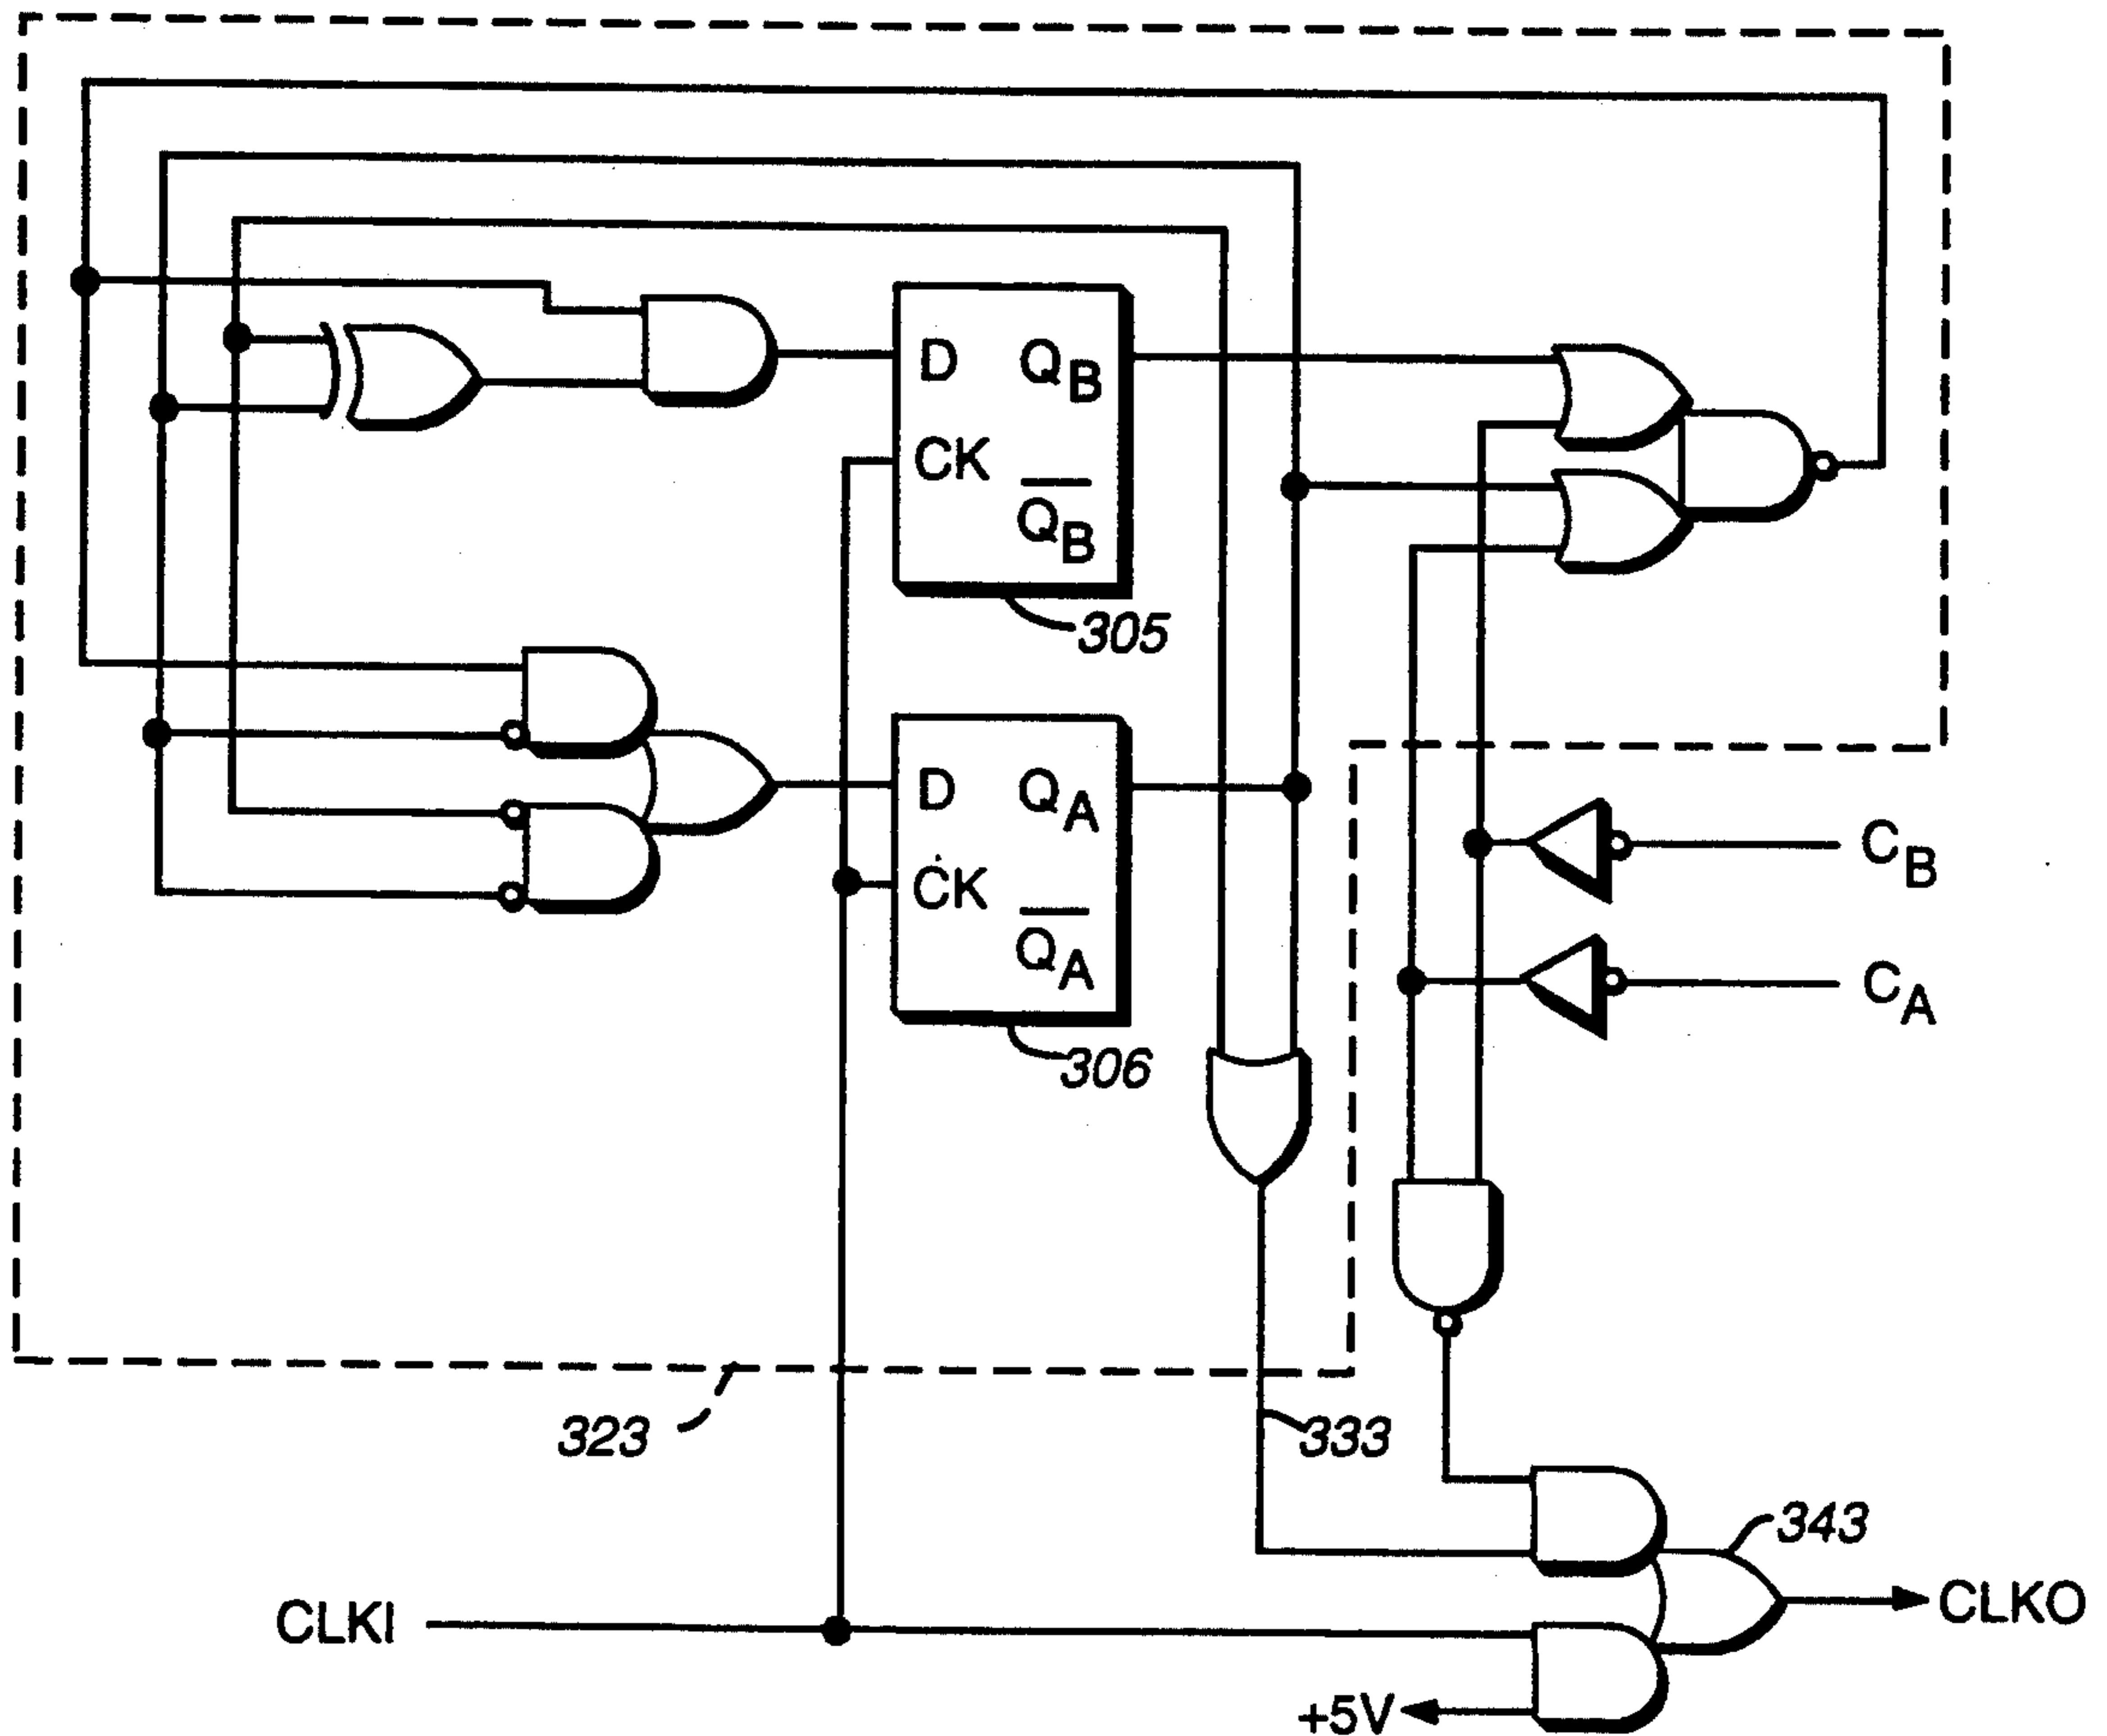 D Q_B
CK
Q̅_B̅
305
D Q_A
CK
Q̅_A̅
306
C_B
C_A
323
333
343
CLKI
CLKO
+5V